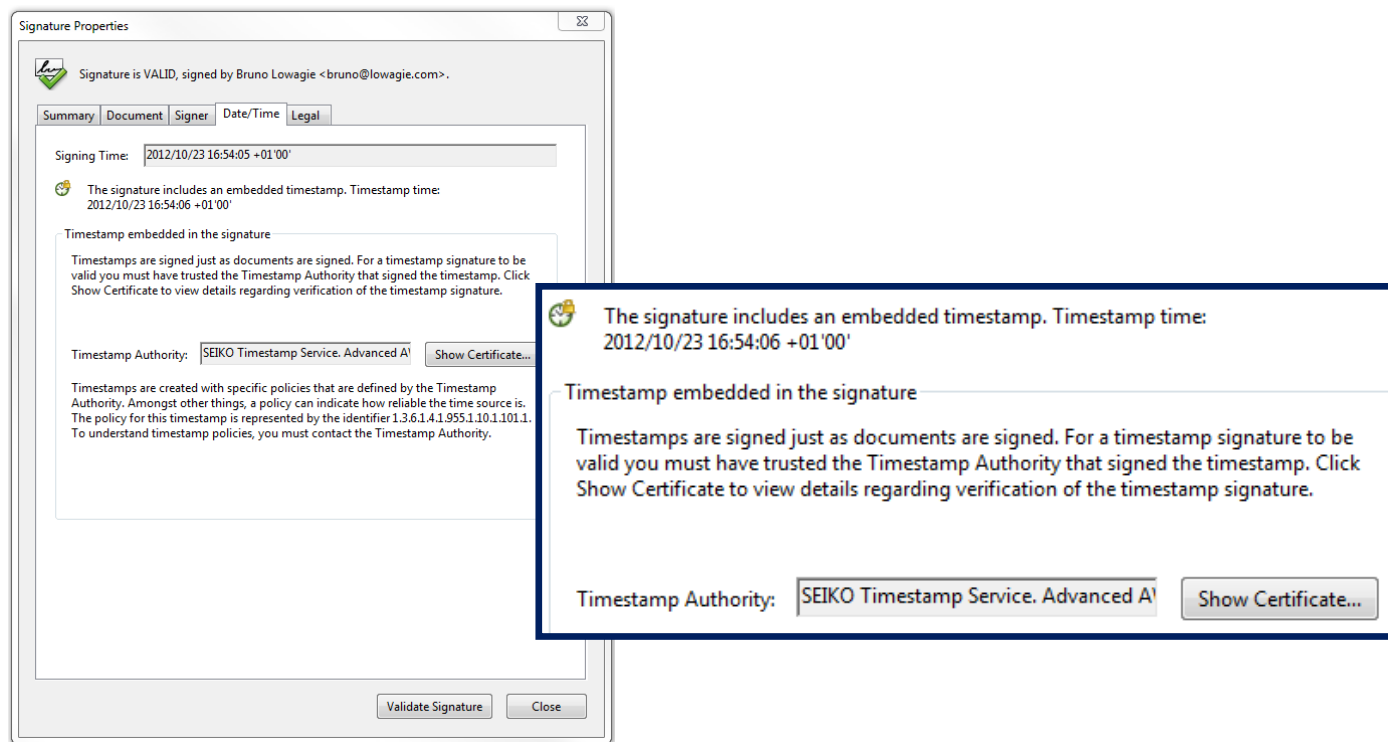 Signature Properties
Signature is VALID, signed by Bruno Lowagie <bruno@lowagie.com>.
Summary Document Signer Date/Time Legal
Signing Time: 2012/10/23 16:54:05 +01'00'
The signature includes an embedded timestamp. Timestamp time:
2012/10/23 16:54:06 +01'00'
Timestamp embedded in the signature
Timestamps are signed just as documents are signed. For a timestamp signature to be
valid you must have trusted the Timestamp Authority that signed the timestamp. Click
Show Certificate to view details regarding verification of the timestamp signature.
Timestamp Authority: SEIKO Timestamp Service. Advanced Show Certificate...
Timestamps are created with specific policies that are defined by the Timestamp
Authority. Amongst other things, a policy can indicate how reliable the time source is.
The policy for this timestamp is represented by the identifier 1.3.6.1.4.1.955.1.10.1.101.1.
To understand timestamp policies, you must contact the Timestamp Authority.
Validate Signature Close
The signature includes an embedded timestamp. Timestamp time:
2012/10/23 16:54:06 +01'00'
Timestamp embedded in the signature
Timestamps are signed just as documents are signed. For a timestamp signature to be
valid you must have trusted the Timestamp Authority that signed the timestamp. Click
Show Certificate to view details regarding verification of the timestamp signature.
Timestamp Authority: SEIKO Timestamp Service. Advanced Show Certificate...